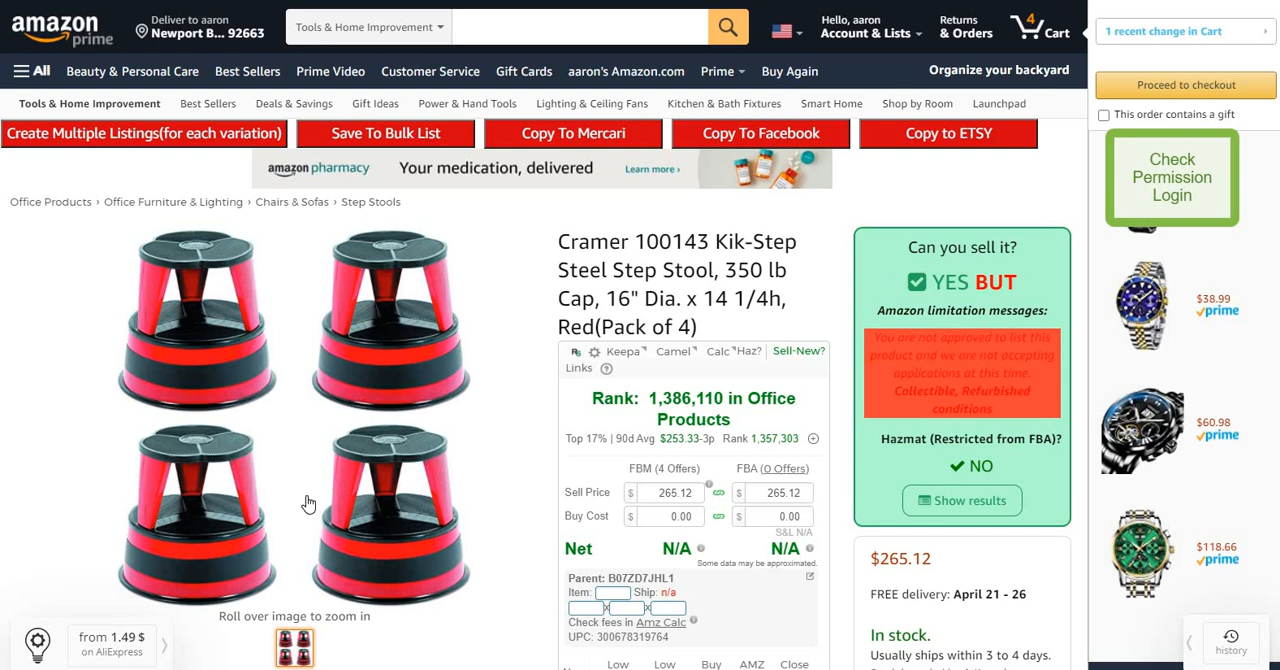 amazon prime
Deliver to aaron
Newport B... 92663
Tools & Home Improvement
Hello, aaron
Account & Lists
Returns
& Orders
4
Cart
All
Beauty & Personal Care
Best Sellers
Prime Video
Customer Service
Gift Cards
aaron's Amazon.com
Prime
Buy Again
Organize your backyard
Tools & Home Improvement
Best Sellers
Deals & Savings
Gift Ideas
Power & Hand Tools
Lighting & Ceiling Fans
Kitchen & Bath Fixtures
Smart Home
Shop by Room
Launchpad
Create Multiple Listings(for each variation)
Save To Bulk List
Copy To Mercari
Copy To Facebook
Copy to ETSY
amazon pharmacy
Your medication, delivered
Learn more ›
Office Products › Office Furniture & Lighting › Chairs & Sofas › Step Stools
Roll over image to zoom in
from 1.49 $
on AliExpress
Cramer 100143 Kik-Step
Steel Step Stool, 350 lb
Cap, 16" Dia. x 14 1/4h,
Red(Pack of 4)
Keepa
Camel
Calc
Haz?
Sell-New?
Links
Rank: 1,386,110 in Office
Products
Top 17% | 90d Avg $253.33-3p Rank 1,357,303
FBM (4 Offers)
FBA (0 Offers)
Sell Price $ 265.12 $ 265.12
Buy Cost $ 0.00 $ 0.00
S&L N/A
Net N/A N/A
Some data may be approximated.
Parent: B07ZD7JHL1
Item: Ship: n/a
x x
Check fees in Amz Calc
UPC: 300678319764
Low Low Buy AMZ Close
Can you sell it?
YES BUT
Amazon limitation messages:
You are not approved to list this
product and we are not accepting
applications at this time.
Collectible, Refurbished
conditions
Hazmat (Restricted from FBA)?
NO
Show results
$265.12
FREE delivery: April 21 - 26
In stock.
Usually ships within 3 to 4 days.
1 recent change in Cart
Proceed to checkout
This order contains a gift
Check
Permission
Login
$38.99
prime
$60.98
prime
$118.66
prime
history